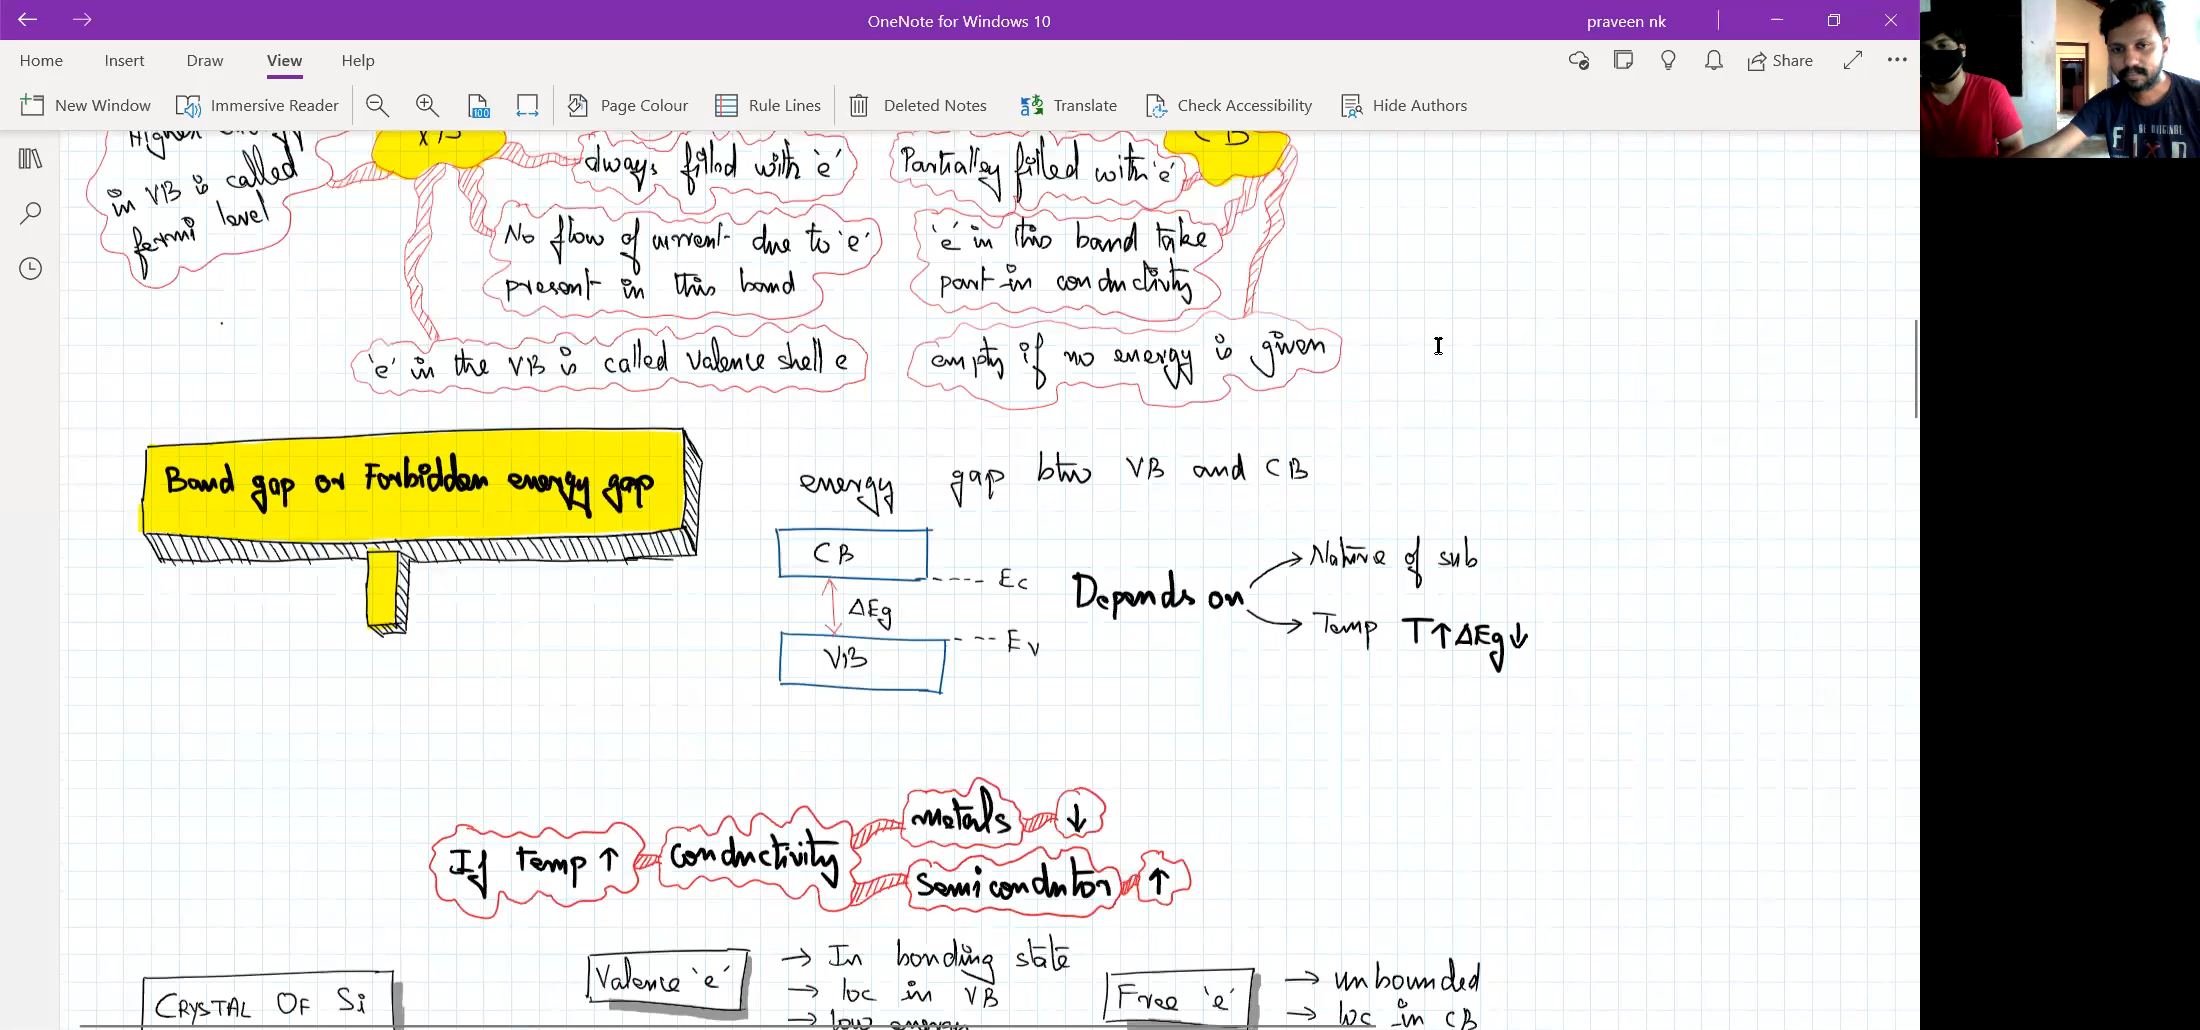 OneNote for Windows 10
praveen nk
Home Insert Draw View Help
Share
New Window Immersive Reader Page Colour Rule Lines Deleted Notes Translate Check Accessibility Hide Authors
100
in VB is called
fermi level
always filled with 'e'
No flow of current due to 'e'
present in this band
'e' in the VB is called valence shell e
CB
Partially filled with 'e'
'e' in this band take
part in conductivity
empty if no energy is given
Band gap or Forbidden energy gap
energy gap btw VB and CB
CB
Ec
ΔEg
Ev
VB
Depends on
Nature of sub
Temp T↑ ΔEg↓
If temp ↑ conductivity
metals ↓
Semicondutor ↑
CRYSTAL OF Si
Valence 'e'
→ In bonding state
→ loc in VB
→ low energy
Free 'e'
→ unbounded
→ loc in CB